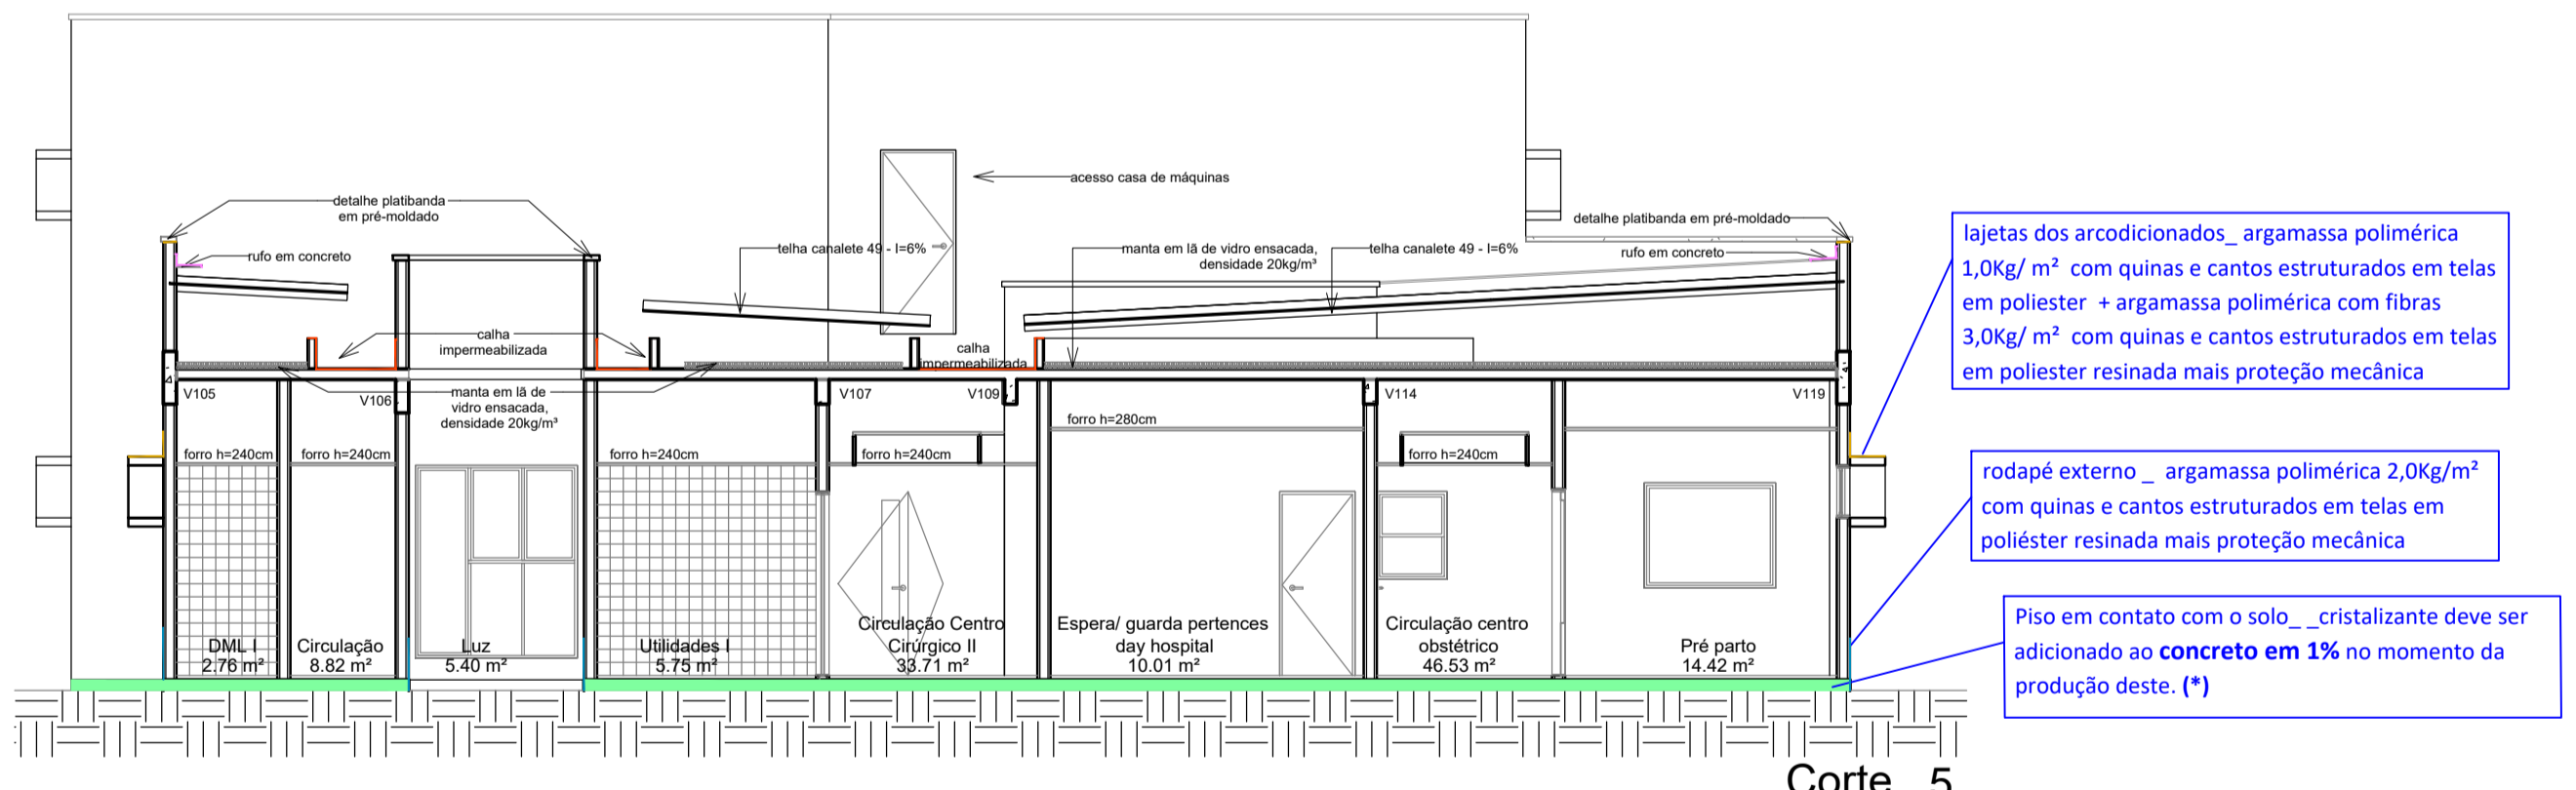 acesso casa de máquinas
detalhe platibanda
em pré-moldado
detalhe platibanda em pré-moldado
rufo em concreto
telha canalete 49 - I=6%
manta em lã de vidro ensacada,
densidade 20kg/m³
telha canalete 49 - I=6%
rufo em concreto
calha
impermeabilizada
calha
impermeabilizada
V105
V106
manta em lã de
vidro ensacada,
densidade 20kg/m³
V107
V109
V114
V119
forro h=280cm
forro h=240cm
forro h=240cm
forro h=240cm
forro h=240cm
forro h=240cm
DML I
2.76 m²
Circulação
8.82 m²
Luz
5.40 m²
Utilidades I
5.75 m²
Circulação Centro
Cirúrgico II
33.71 m²
Espera/ guarda pertences
day hospital
10.01 m²
Circulação centro
obstétrico
46.53 m²
Pré parto
14.42 m²
lajetas dos arcodicionados_ argamassa polimérica
1,0Kg/ m² com quinas e cantos estruturados em telas
em poliester + argamassa polimérica com fibras
3,0Kg/ m² com quinas e cantos estruturados em telas
em poliester resinada mais proteção mecânica
rodapé externo _ argamassa polimérica 2,0Kg/m²
com quinas e cantos estruturados em telas em
poliéster resinada mais proteção mecânica
Piso em contato com o solo_ _cristalizante deve ser
adicionado ao concreto em 1% no momento da
produção deste. (*)
Corte 5